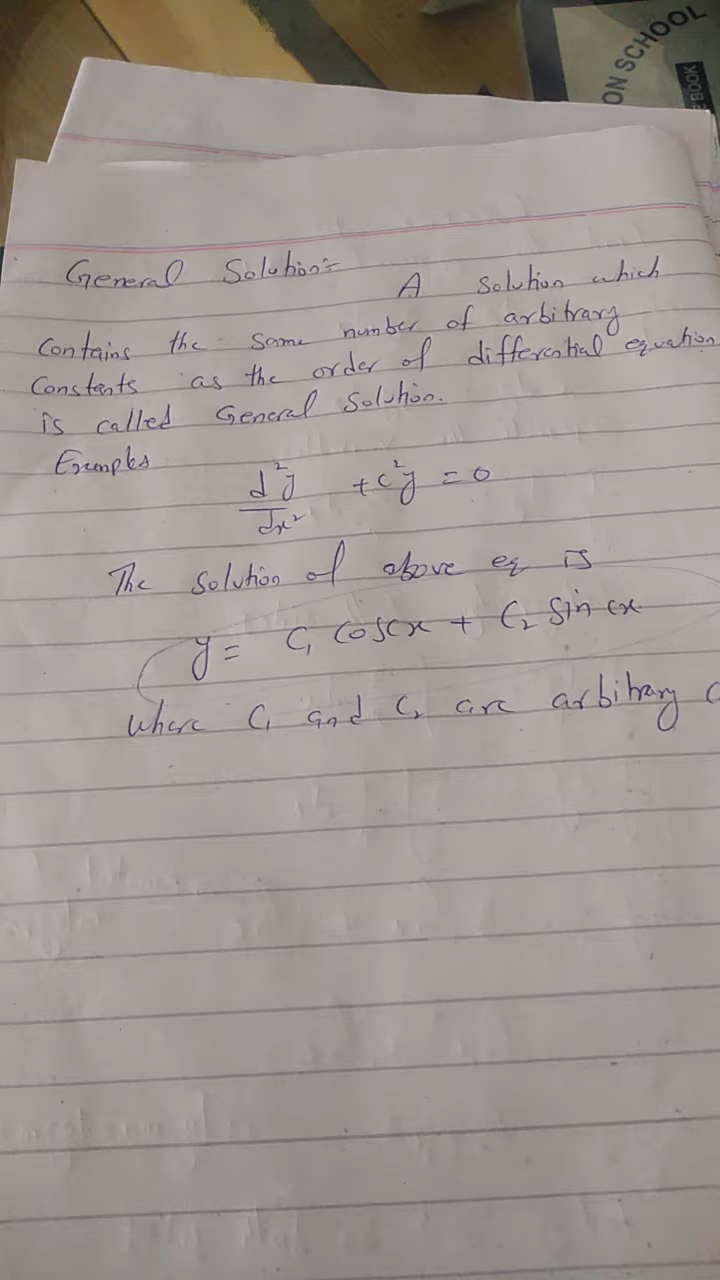 ON SCHOOL
BOOK
General Solution:-
A solution which
Contains the same number of arbitrary
Constants as the order of differential equation
is called General Solution.
Examples
d²y/dx² + c²y = 0
The solution of above eq is
y = C₁ Coscx + C₂ Sin cx
where C₁ and C₂ are arbitrary C